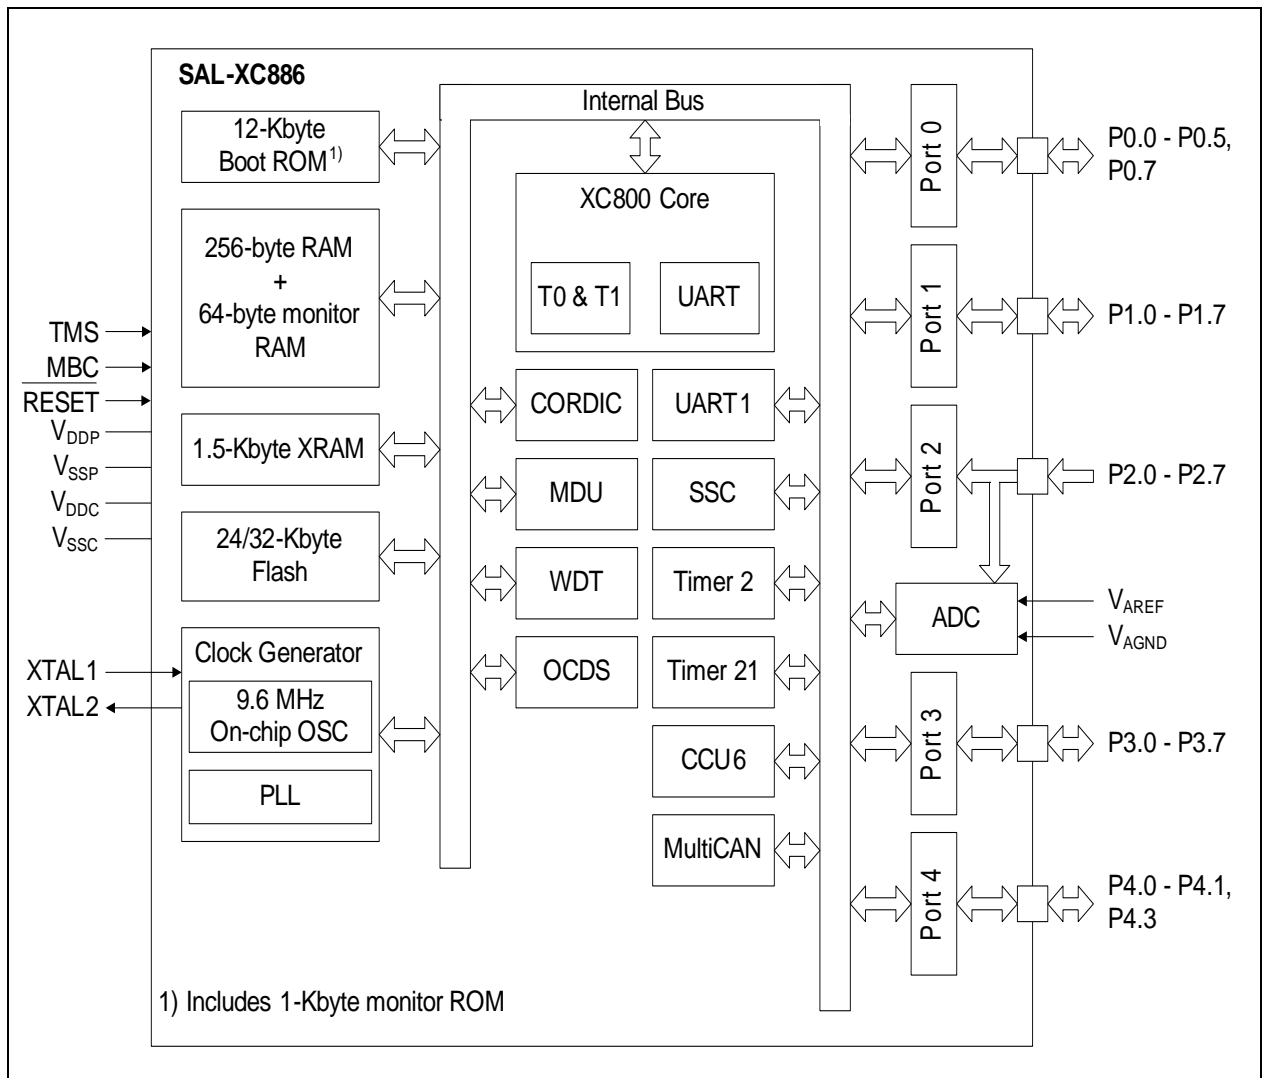 SAL-XC886
Internal Bus
12-Kbyte
Boot ROM1)
XC800 Core
T0 & T1
UART
256-byte RAM
+
64-byte monitor
RAM
1.5-Kbyte XRAM
24/32-Kbyte
Flash
Clock Generator
9.6 MHz
On-chip OSC
PLL
TMS
MBC
RESET
VDDP
VSSP
VDDC
VSSC
XTAL1
XTAL2
CORDIC
UART1
MDU
SSC
WDT
Timer 2
OCDS
Timer 21
CCU6
MultiCAN
Port 0
P0.0 - P0.5,
P0.7
Port 1
P1.0 - P1.7
Port 2
P2.0 - P2.7
ADC
VAREF
VAGND
Port 3
P3.0 - P3.7
Port 4
P4.0 - P4.1,
P4.3
1) Includes 1-Kbyte monitor ROM